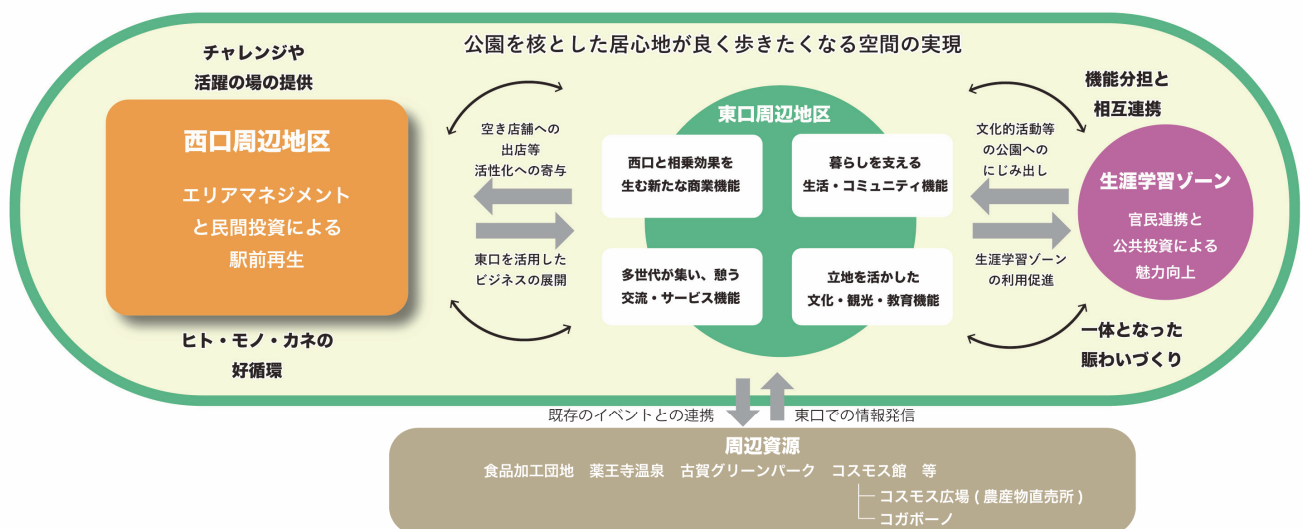 公園を核とした居心地が良く歩きたくなる空間の実現
チャレンジや
活躍の場の提供
西口周辺地区
エリアマネジメント
と民間投資による
駅前再生
ヒト・モノ・カネの
好循環
空き店舗への
出店等
活性化への寄与
東口を活用した
ビジネスの展開
東口周辺地区
西口と相乗効果を
生む新たな商業機能
暮らしを支える
生活・コミュニティ機能
多世代が集い、憩う
交流・サービス機能
立地を活かした
文化・観光・教育機能
文化的活動等
の公園への
にじみ出し
生涯学習ゾーン
の利用促進
機能分担と
相互連携
生涯学習ゾーン
官民連携と
公共投資による
魅力向上
一体となった
賑わいづくり
既存のイベントとの連携
東口での情報発信
周辺資源
食品加工団地 薬王寺温泉 古賀グリーンパーク コスモス館 等
コスモス広場 ( 農産物直売所 )
コガボーノ